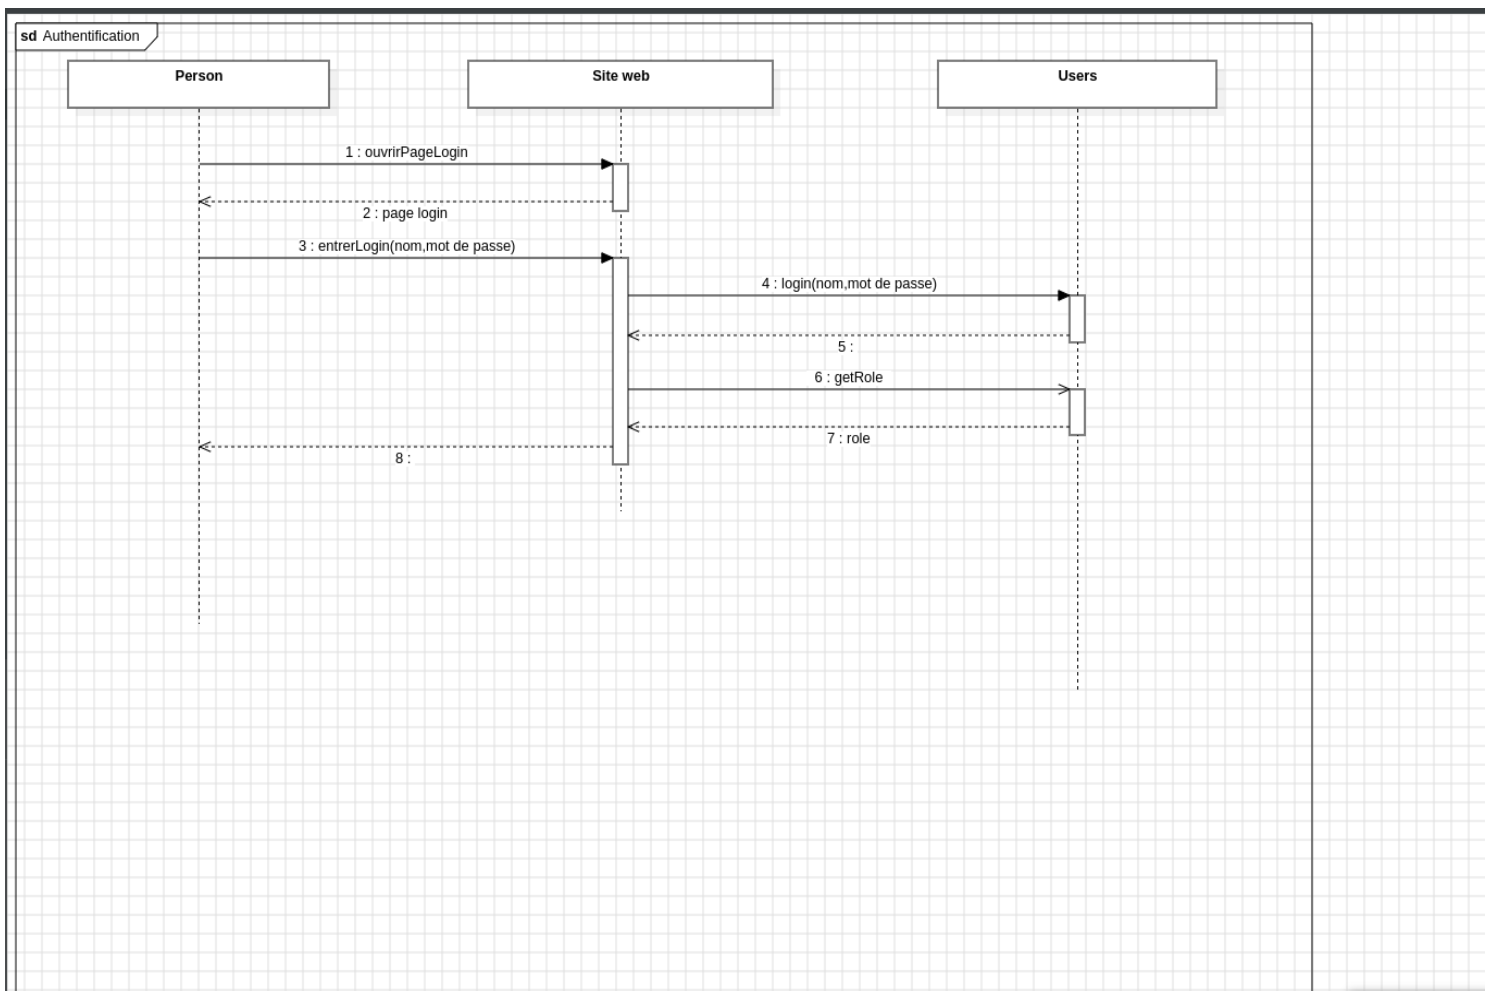 sd Authentification
Person
Site web
Users
1 : ouvrirPageLogin
2 : page login
3 : entrerLogin(nom,mot de passe)
4 : login(nom,mot de passe)
5 :
6 : getRole
7 : role
8 :